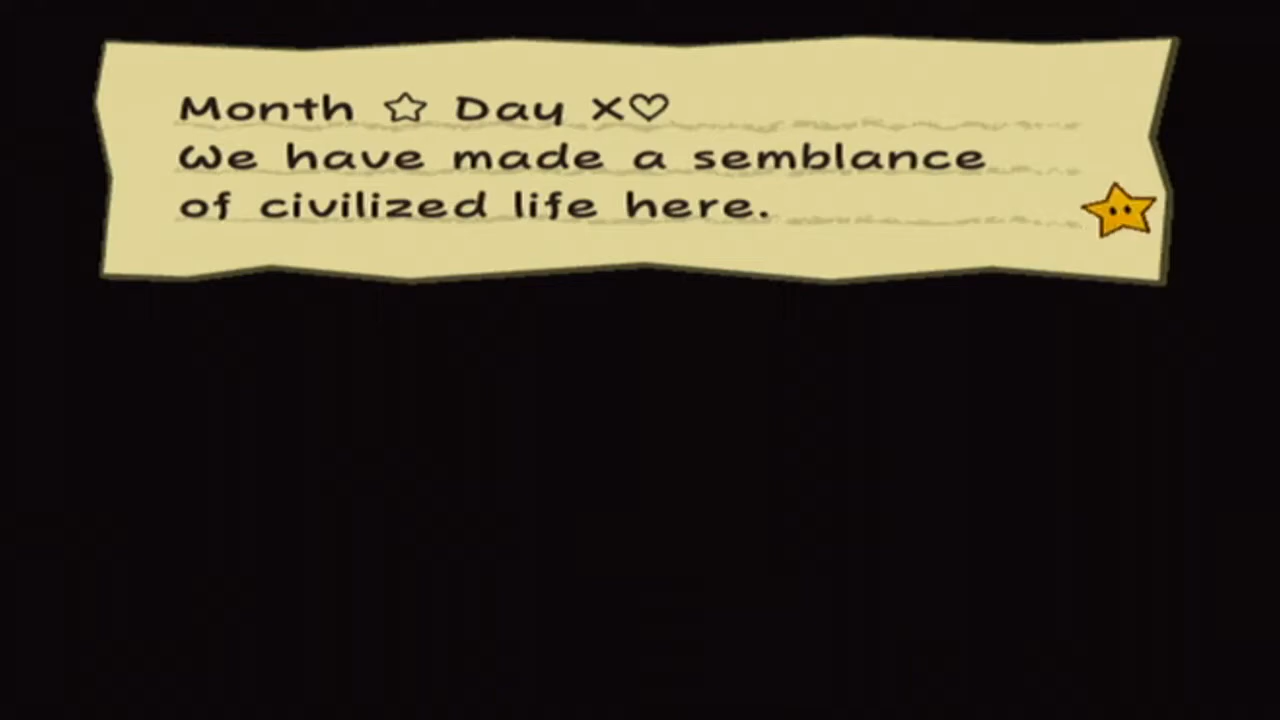 Month ☆ Day X♡
We have made a semblance
of civilized life here.